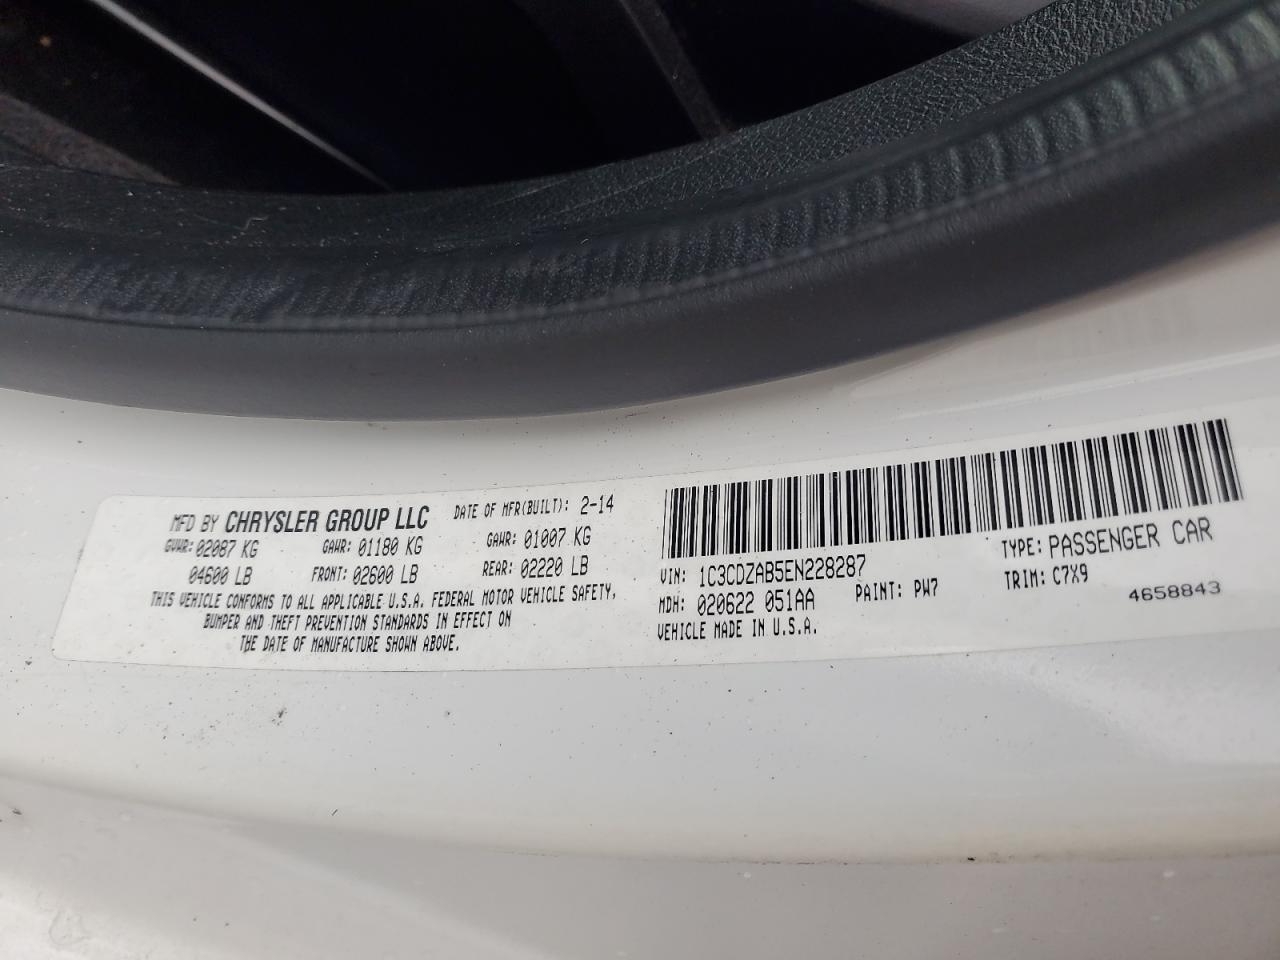 MFD BY CHRYSLER GROUP LLC DATE OF MFR(BUILT): 2-14
GVWR: 02087 KG GAWR: 01180 KG GAWR: 01007 KG
04600 LB FRONT: 02600 LB REAR: 02220 LB
THIS VEHICLE CONFORMS TO ALL APPLICABLE U.S.A. FEDERAL MOTOR VEHICLE SAFETY,
BUMPER AND THEFT PREVENTION STANDARDS IN EFFECT ON
THE DATE OF MANUFACTURE SHOWN ABOVE.
VIN: 1C3CDZAB5EN228287 TYPE: PASSENGER CAR
MDH: 020622 051AA PAINT: PW7 TRIM: C7X9
VEHICLE MADE IN U.S.A. 4658843